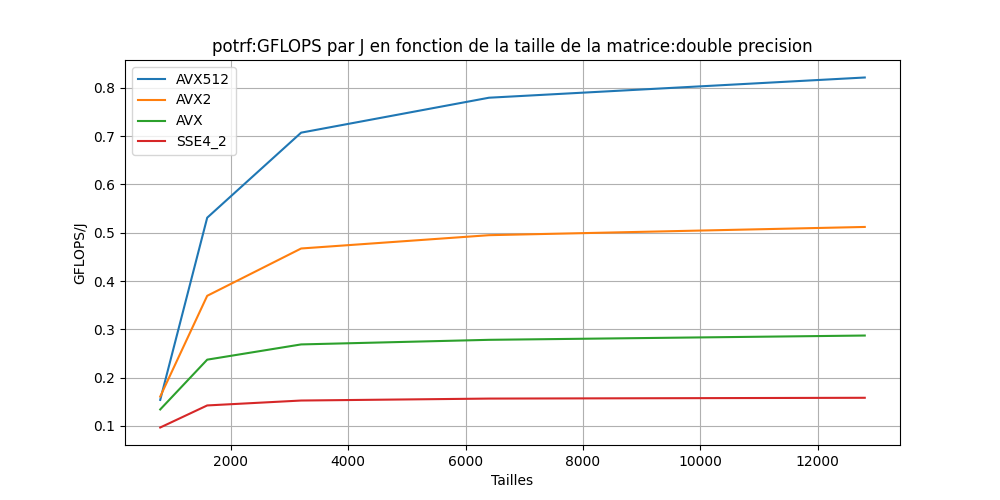 potrf:GFLOPS par J en fonction de la taille de la matrice:double precision
AVX512
AVX2
AVX
SSE4_2
GFLOPS/J
0.8
0.7
0.6
0.5
0.4
0.3
0.2
0.1
2000 4000 6000 8000 10000 12000
Tailles